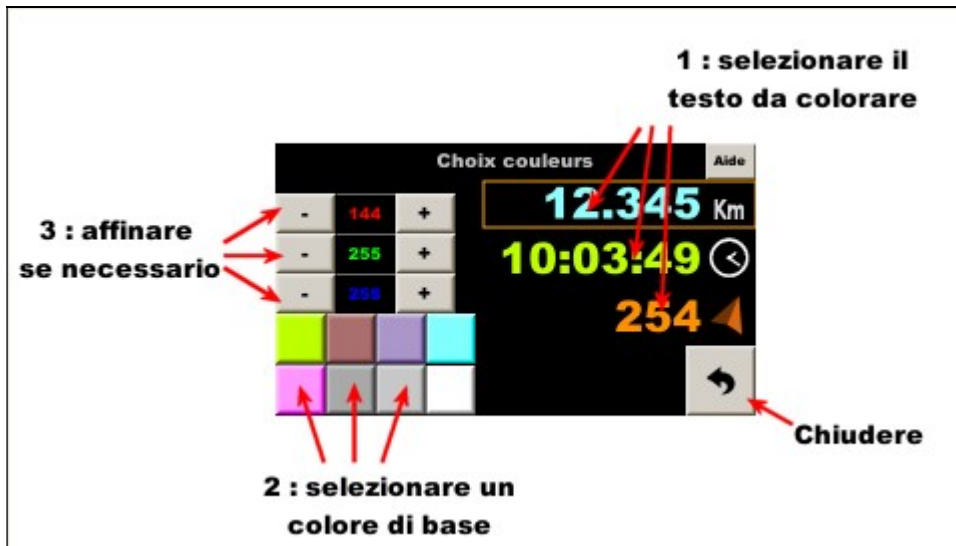 1 : selezionare il
testo da colorare
Choix couleurs
Aide
12.345 Km
- 144 +
3 : affinare
se necessario
- 255 +
10:03:49
- 255 +
254
Chiudere
2 : selezionare un
colore di base